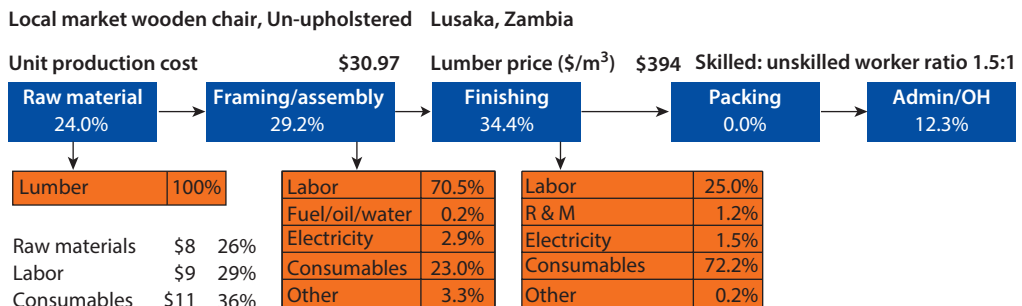 Local market wooden chair, Un-upholstered Lusaka, Zambia
Unit production cost $30.97 Lumber price ($/m³) $394 Skilled: unskilled worker ratio 1.5:1
Raw material Framing/assembly Finishing Packing Admin/OH
24.0% 29.2% 34.4% 0.0% 12.3%
Lumber 100%
Labor 70.5%
Fuel/oil/water 0.2%
Electricity 2.9%
Consumables 23.0%
Other 3.3%
Labor 25.0%
R & M 1.2%
Electricity 1.5%
Consumables 72.2%
Other 0.2%
Raw materials $8 26%
Labor $9 29%
Consumables $11 36%